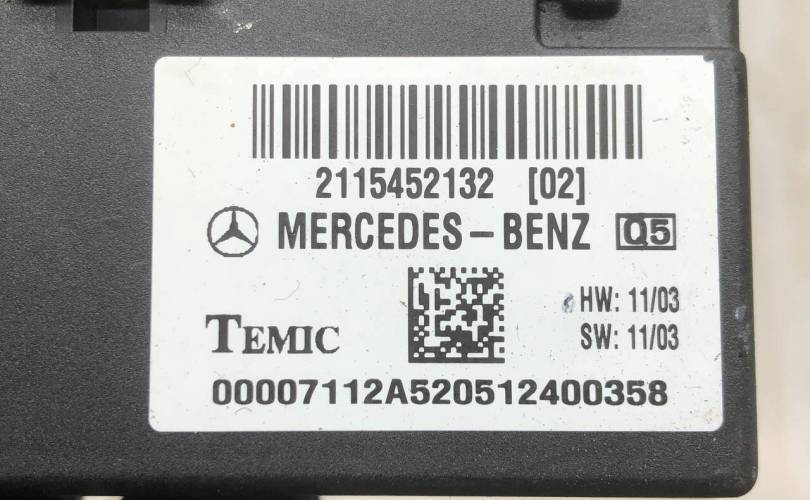 2115452132 [02]
MERCEDES-BENZ Q5
HW: 11/03
TEMIC
SW: 11/03
00007112A520512400358